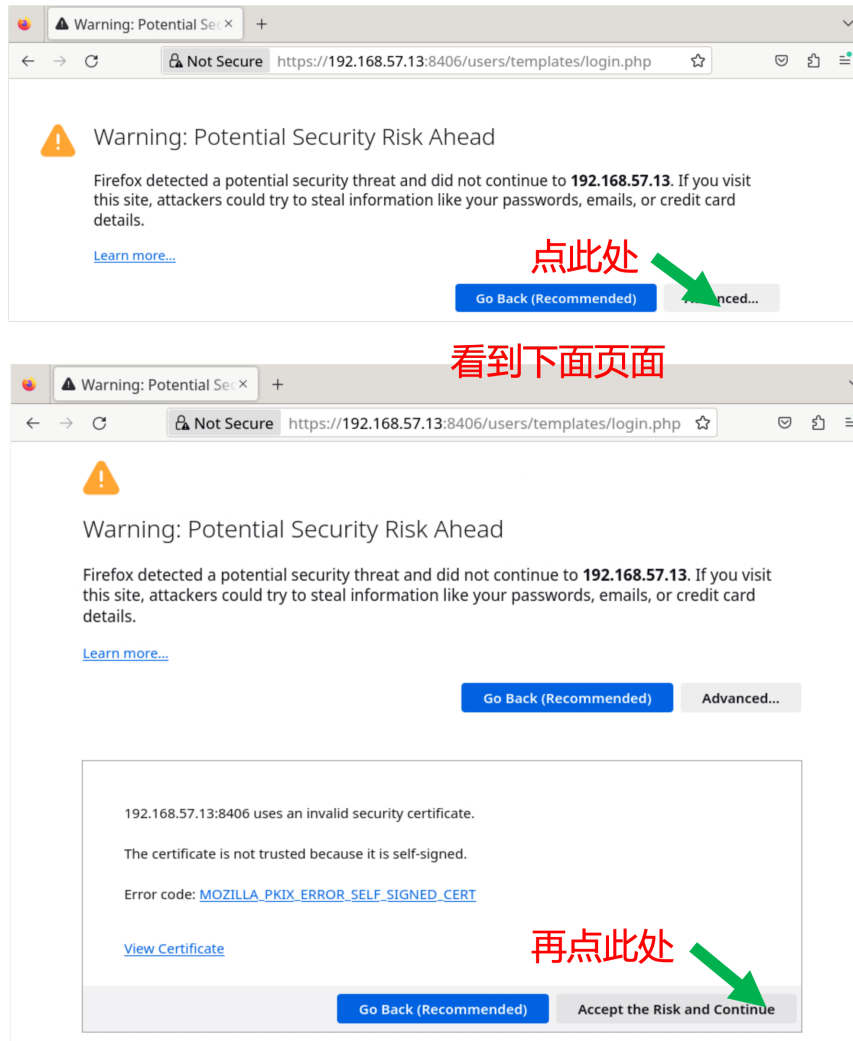 Warning: Potential Sec
Not Secure https://192.168.57.13:8406/users/templates/login.php
Warning: Potential Security Risk Ahead
Firefox detected a potential security threat and did not continue to 192.168.57.13. If you visit
this site, attackers could try to steal information like your passwords, emails, or credit card
details.
Learn more...
点此处
Go Back (Recommended) Advanced...
看到下面页面
Warning: Potential Sec
Not Secure https://192.168.57.13:8406/users/templates/login.php
Warning: Potential Security Risk Ahead
Firefox detected a potential security threat and did not continue to 192.168.57.13. If you visit
this site, attackers could try to steal information like your passwords, emails, or credit card
details.
Learn more...
Go Back (Recommended) Advanced...
192.168.57.13:8406 uses an invalid security certificate.
The certificate is not trusted because it is self-signed.
Error code: MOZILLA_PKIX_ERROR_SELF_SIGNED_CERT
View Certificate
再点此处
Go Back (Recommended) Accept the Risk and Continue